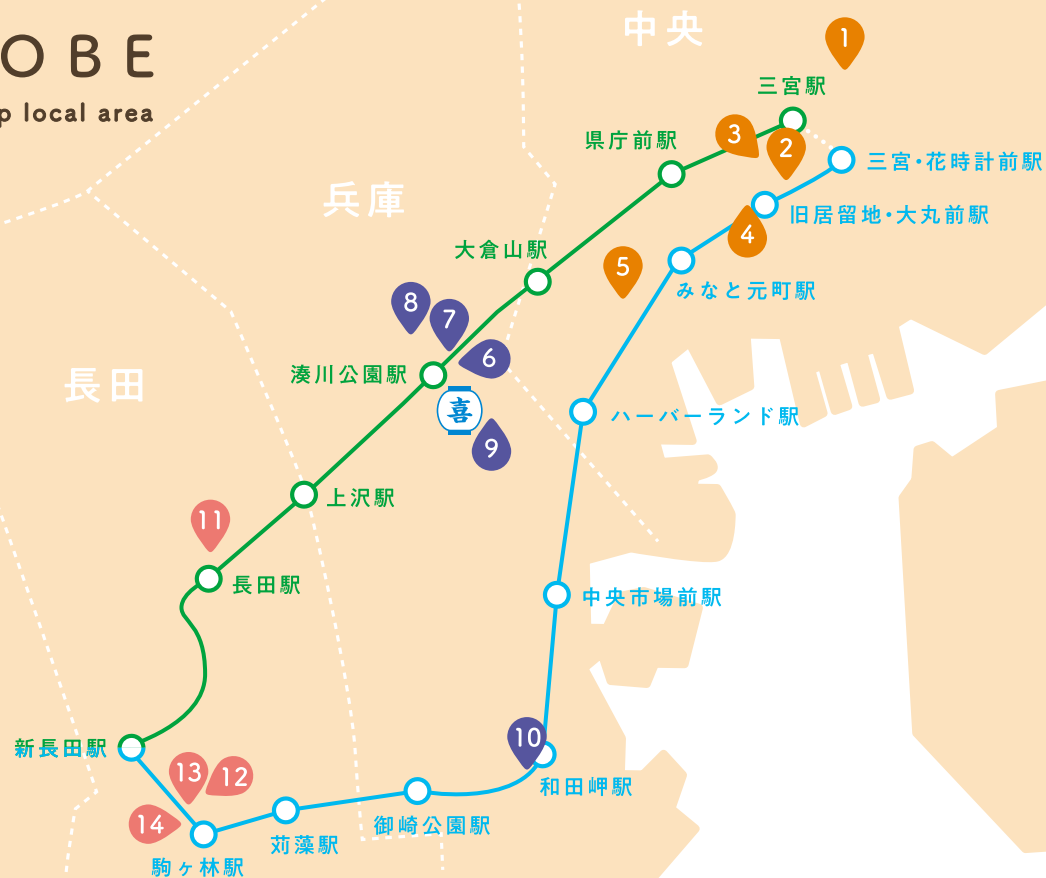 OBE
p local area
中央
1
三宮駅
県庁前駅
3
2
三宮・花時計前駅
兵庫
旧居留地・大丸前駅
4
大倉山駅
5
みなと元町駅
8
7
6
湊川公園駅
長田
喜
ハーバーランド駅
9
上沢駅
11
長田駅
中央市場前駅
新長田駅
10
13
12
和田岬駅
14
御崎公園駅
苅藻駅
駒ヶ林駅